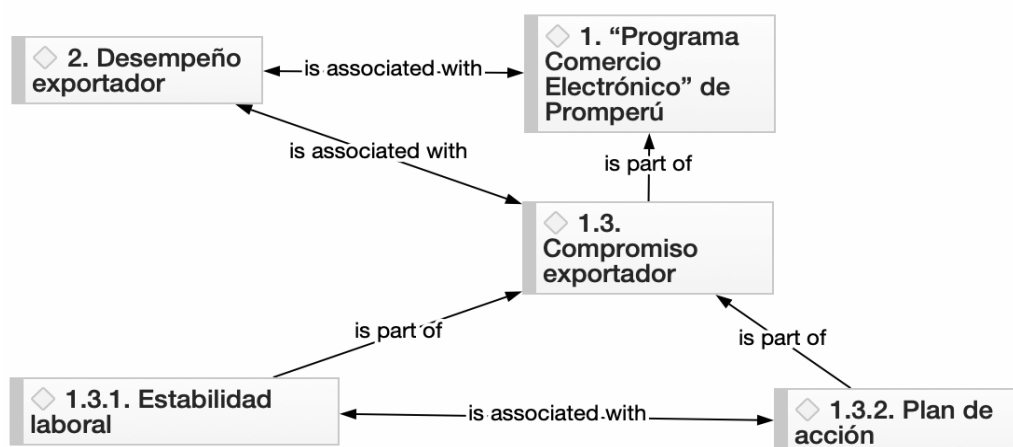 2. Desempeño
exportador
is associated with
1. “Programa
Comercio
Electrónico” de
Promperú
is associated with
is part of
1.3.
Compromiso
exportador
is part of
is part of
1.3.1. Estabilidad
laboral
is associated with
1.3.2. Plan de
acción